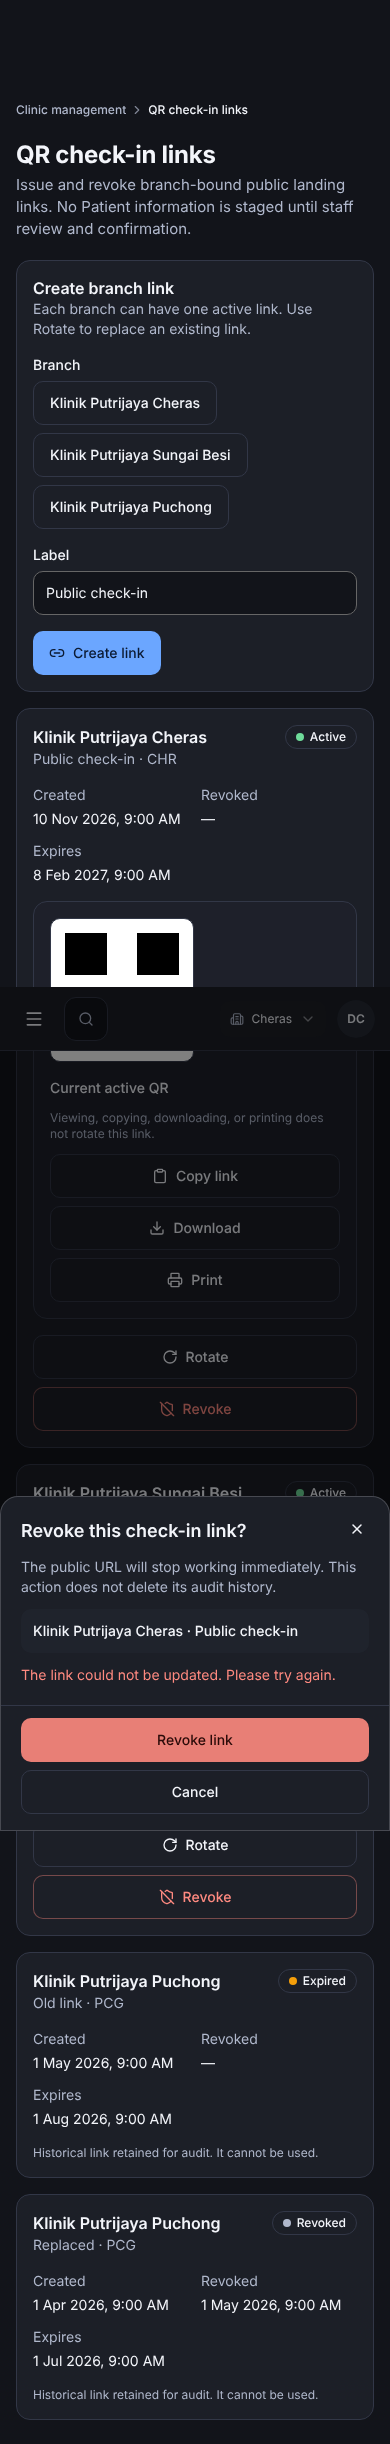 Clinic management > QR check-in links
QR check-in links
Issue and revoke branch-bound public landing
links. No Patient information is staged until staff
review and confirmation.
Create branch link
Each branch can have one active link. Use
Rotate to replace an existing link.
Branch
Klinik Putrijaya Cheras
Klinik Putrijaya Sungai Besi
Klinik Putrijaya Puchong
Label
Public check-in
Create link
Klinik Putrijaya Cheras
Active
Public check-in · CHR
Created
Revoked
10 Nov 2026, 9:00 AM
—
Expires
8 Feb 2027, 9:00 AM
Cheras
DC
Current active QR
Viewing, copying, downloading, or printing does
not rotate this link.
Copy link
Download
Print
Rotate
Revoke
Klinik Putrijaya Sungai Besi
Active
Revoke this check-in link?
The public URL will stop working immediately. This
action does not delete its audit history.
Klinik Putrijaya Cheras · Public check-in
The link could not be updated. Please try again.
Revoke link
Cancel
Rotate
Revoke
Klinik Putrijaya Puchong
Expired
Old link · PCG
Created
Revoked
1 May 2026, 9:00 AM
—
Expires
1 Aug 2026, 9:00 AM
Historical link retained for audit. It cannot be used.
Klinik Putrijaya Puchong
Revoked
Replaced · PCG
Created
Revoked
1 Apr 2026, 9:00 AM
1 May 2026, 9:00 AM
Expires
1 Jul 2026, 9:00 AM
Historical link retained for audit. It cannot be used.